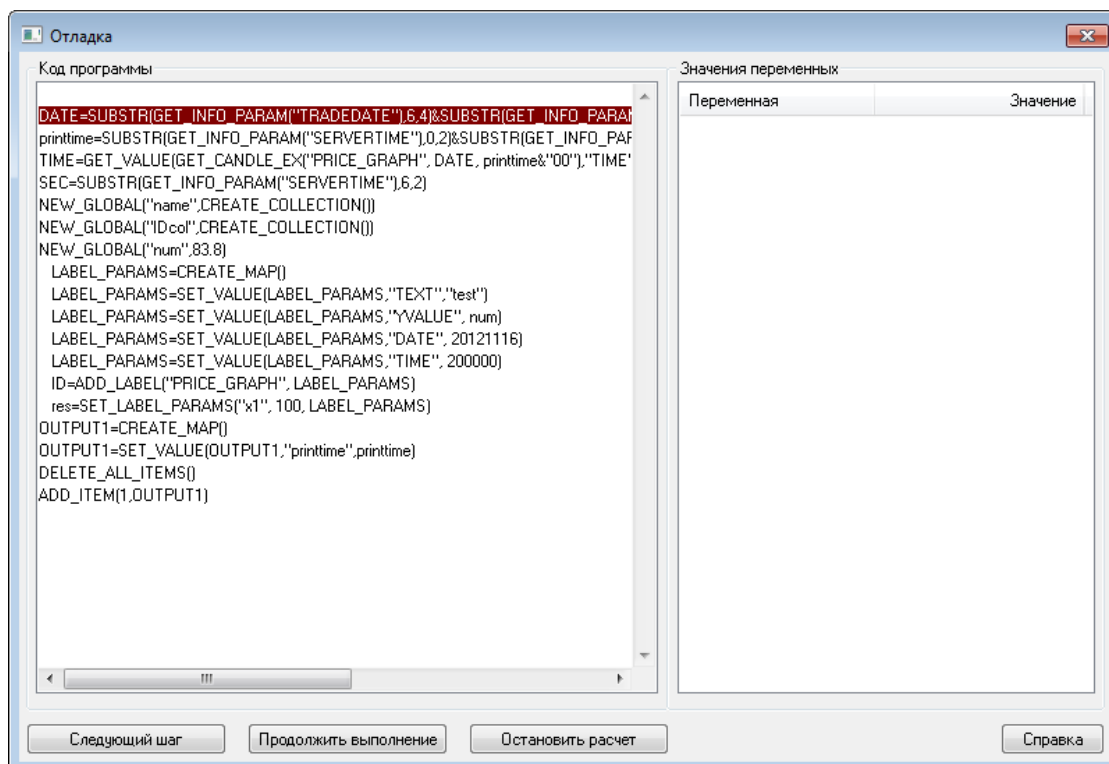 Отладка
Код программы
DATE=SUBSTR(GET_INFO_PARAM("TRADEDATE"),6,4)&SUBSTR(GET_INFO_PARAM
printtime=SUBSTR(GET_INFO_PARAM("SERVERTIME"),0,2)&SUBSTR(GET_INFO_PAR
TIME=GET_VALUE(GET_CANDLE_EX("PRICE_GRAPH", DATE, printtime&"00"),"TIME"
SEC=SUBSTR(GET_INFO_PARAM("SERVERTIME"),6,2)
NEW_GLOBAL("name",CREATE_COLLECTION())
NEW_GLOBAL("IDcol",CREATE_COLLECTION())
NEW_GLOBAL("num",83.8)
LABEL_PARAMS=CREATE_MAP()
LABEL_PARAMS=SET_VALUE(LABEL_PARAMS,"TEXT","test")
LABEL_PARAMS=SET_VALUE(LABEL_PARAMS,"YVALUE", num)
LABEL_PARAMS=SET_VALUE(LABEL_PARAMS,"DATE", 20121116)
LABEL_PARAMS=SET_VALUE(LABEL_PARAMS,"TIME", 200000)
ID=ADD_LABEL("PRICE_GRAPH", LABEL_PARAMS)
res=SET_LABEL_PARAMS("x1", 100, LABEL_PARAMS)
OUTPUT1=CREATE_MAP()
OUTPUT1=SET_VALUE(OUTPUT1,"printtime",printtime)
DELETE_ALL_ITEMS()
ADD_ITEM(1,OUTPUT1)
Значения переменных
Переменная Значение
Следующий шаг Продолжить выполнение Остановить расчет Справка